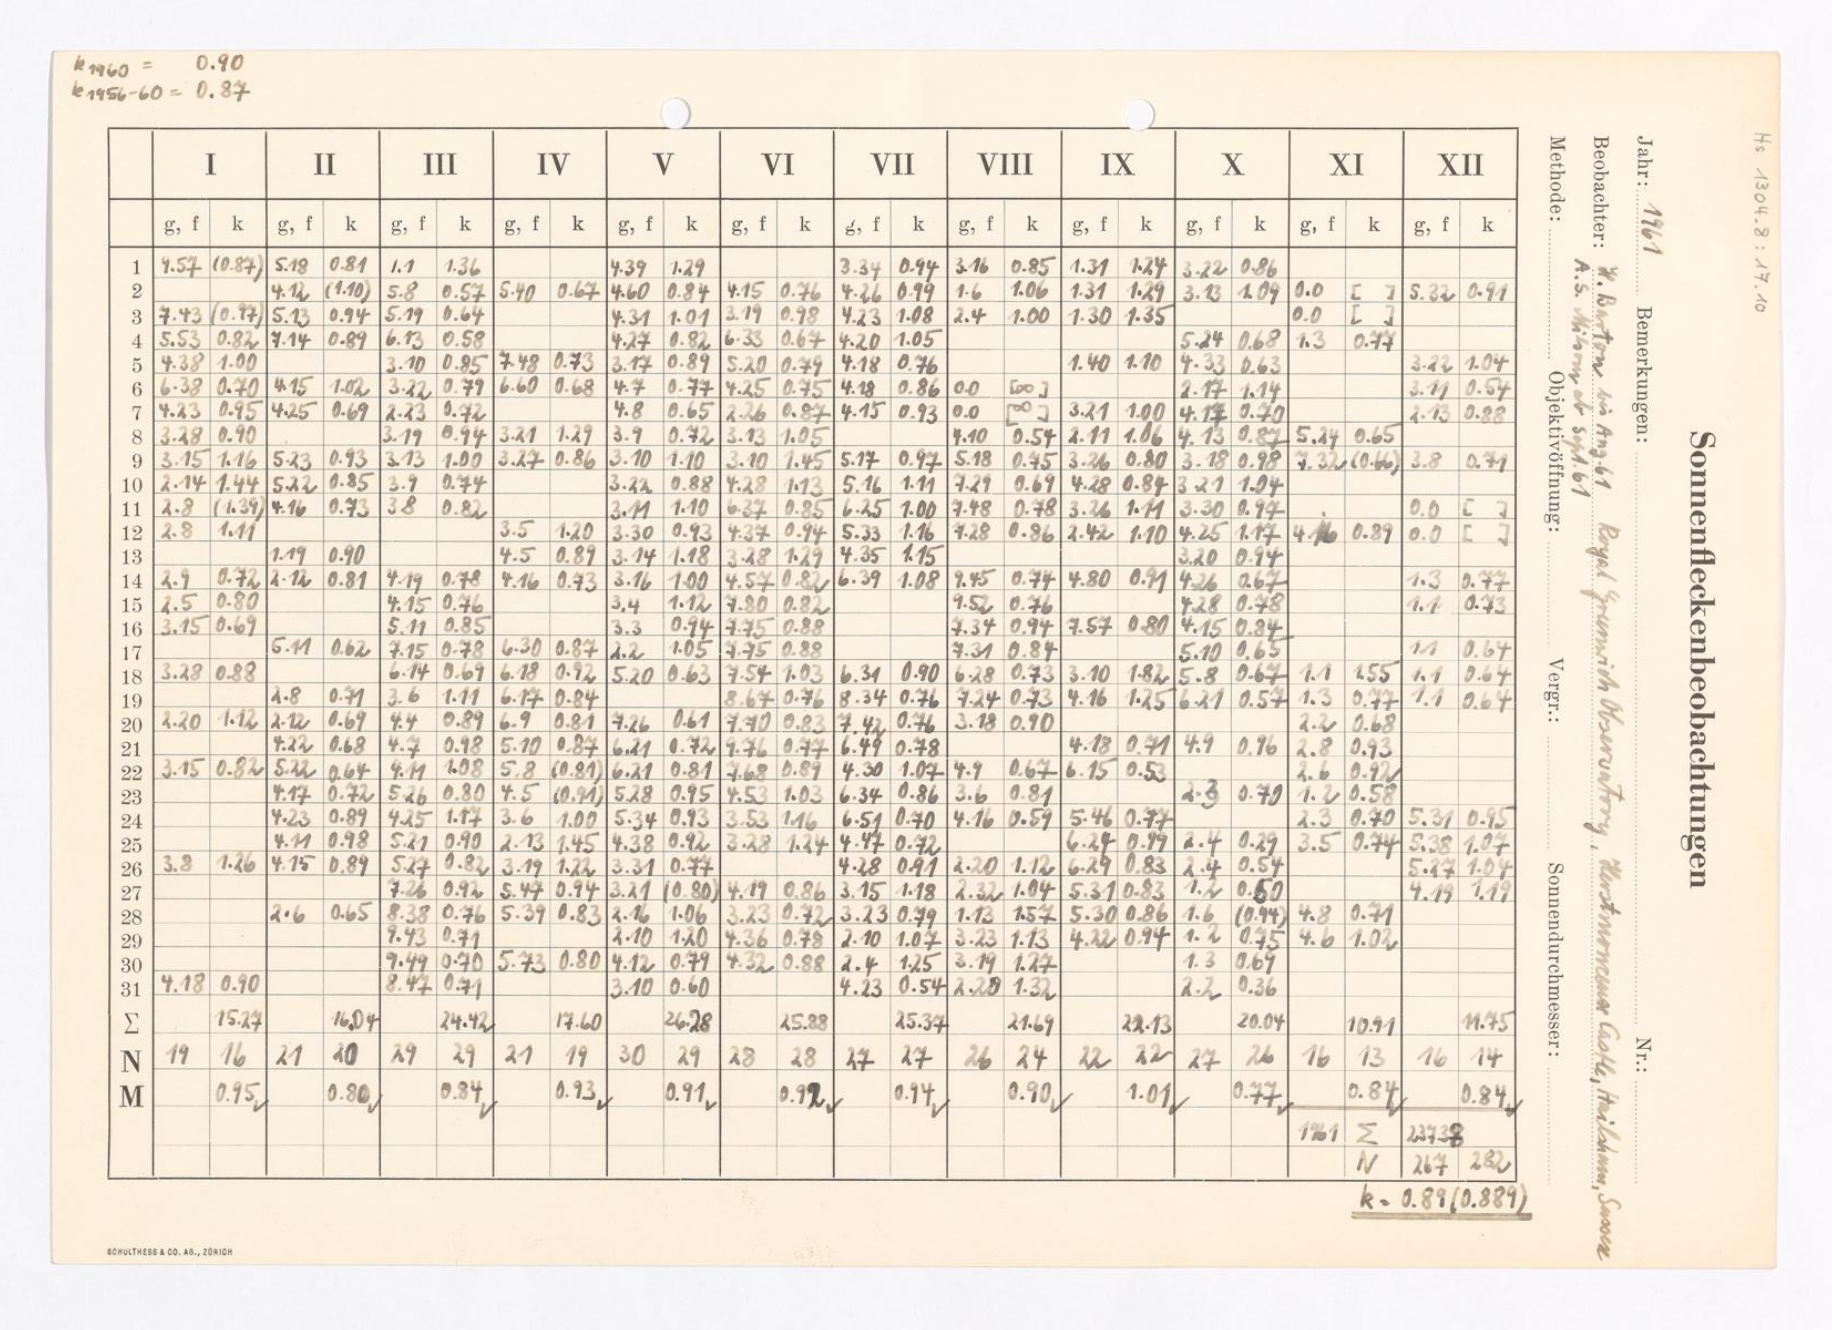 k1960 = 0.90
k1956-60 = 0.87
I II III IV V VI VII VIII IX X XI XII
g, f k g, f k g, f k g, f k g, f k g, f k g, f k g, f k g, f k g, f k g, f k g, f k
1 9.57 (0.87) 5.18 0.81 1.1 1.36 4.39 1.29 3.34 0.94 3.16 0.85 1.31 1.24 3.22 0.86
2 4.12 (1.10) 5.8 0.57 5.40 0.67 4.60 0.84 4.15 0.76 4.26 0.99 1.6 1.06 1.31 1.29 3.13 1.09 0.0 [ ] 5.32 0.91
3 7.43 (0.77) 5.13 0.94 5.19 0.64 4.31 1.01 3.19 0.98 4.23 1.08 2.4 1.00 1.30 1.35 0.0 [ ]
4 5.53 0.82 7.14 0.89 6.13 0.58 4.27 0.82 6.33 0.67 4.20 1.05 5.24 0.68 1.3 0.77
5 4.38 1.00 3.10 0.85 7.48 0.73 3.17 0.89 5.20 0.79 4.18 0.76 1.40 1.10 4.33 0.63 3.22 1.04
6 6.38 0.70 4.15 1.02 3.22 0.79 6.60 0.68 4.7 0.77 4.25 0.75 4.18 0.86 0.0 [∞] 2.17 1.14 3.11 0.54
7 4.23 0.95 4.25 0.69 2.23 0.72 4.8 0.65 2.26 0.87 4.15 0.93 0.0 [∞] 3.21 1.00 4.17 0.70 2.13 0.88
8 3.28 0.90 3.19 0.94 3.21 1.29 3.9 0.72 3.13 1.05 4.10 0.54 2.11 1.06 4.13 0.87 5.24 0.65
9 3.15 1.16 5.23 0.93 3.13 1.00 3.27 0.86 3.10 1.10 3.10 1.45 5.17 0.97 5.18 0.75 3.26 0.80 3.18 0.98 7.32 (0.66) 3.8 0.71
10 2.14 1.44 5.22 0.85 3.9 0.74 3.22 0.88 4.28 1.13 5.16 1.11 7.29 0.69 4.28 0.84 3 21 1.04
11 2.8 (1.39) 4.16 0.73 3 8 0.82 3.11 1.10 6.37 0.85 6.25 1.00 7.48 0.78 3.26 1.11 3.30 0.97 0.0 [ ]
12 2.8 1.11 3.5 1.20 3.30 0.93 4.37 0.94 5.33 1.16 7.28 0.86 2.42 1.10 4.25 1.17 4 16 0.89 0.0 [ ]
13 1.19 0.90 4.5 0.89 3.14 1.18 3.28 1.29 4.35 1.15 3.20 0.94
14 2.9 0.72 2.12 0.81 4.19 0.78 4.16 0.73 3.16 1.00 4.57 0.82 6.39 1.08 9.45 0.74 4.80 0.91 4.26 0.67 1.3 0.77
15 2.5 0.80 4.15 0.76 3.4 1.12 7.80 0.82 9.52 0.76 4.28 0.78 1.1 0.73
16 3.15 0.69 5.11 0.85 3.3 0.94 7.75 0.88 7.34 0.94 7.57 0.80 4.15 0.84
17 5.11 0.62 7.15 0.78 6.30 0.87 2.2 1.05 7.75 0.88 7.31 0.84 5.10 0.65 1.1 0.64
18 3.28 0.88 6.14 0.69 6.18 0.92 5.20 0.63 7.54 1.03 6.31 0.90 6.28 0.73 3.10 1.82 5.8 0.67 1.1 1.55 1.1 0.64
19 2.8 0.71 3.6 1.11 6.17 0.84 8.67 0.76 8.34 0.76 7.24 0.73 4.16 1.25 6.21 0.57 1.3 0.77 1.1 0.64
20 2.20 1.12 2.12 0.69 4.4 0.89 6.9 0.81 7.26 0.61 7.70 0.83 7.42 0.76 3.18 0.90 2.2 0.68
21 4.22 0.68 4.7 0.98 5.10 0.87 6.21 0.72 9.76 0.77 6.49 0.78 4.18 0.71 4.9 0.96 2.8 0.93
22 3.15 0.82 5.22 0.64 4.11 1.08 5.8 (0.81) 6.21 0.81 7.68 0.89 4.30 1.07 4.9 0.67 6.15 0.53 2.6 0.92
23 4.17 0.72 5.26 0.80 4.5 (0.91) 5.28 0.95 4.53 1.03 6.34 0.86 3.6 0.81 2.3 0.70 1.2 0.58
24 4.23 0.89 4.25 1.17 3.6 1.00 5.34 0.93 3.53 1.16 6.51 0.70 4.16 0.59 5.46 0.77 2.3 0.70 5.31 0.95
25 4.11 0.98 5.21 0.90 2.13 1.45 4.38 0.92 3.28 1.24 4.47 0.72 6.24 0.99 2.4 0.29 3.5 0.74 5.38 1.07
26 3.8 1.26 4.15 0.89 5.27 0.82 3.19 1.22 3.31 0.77 4.28 0.91 2.20 1.12 6.29 0.83 2.4 0.54 5.27 1.04
27 7.26 0.92 5.47 0.94 3.21 (0.80) 4.19 0.86 3.15 1.18 2.32 1.04 5.31 0.83 1.2 0.50 4.19 1.19
28 2.6 0.65 8.38 0.76 5.39 0.83 2.16 1.06 3.23 0.72 3.23 0.79 1.13 1.57 5.30 0.86 1.6 (0.94) 4.8 0.71
29 9.43 0.71 2.10 1.20 4.36 0.78 2.10 1.07 3.23 1.13 4.22 0.94 1.2 0.75 4.6 1.02
30 9.49 0.70 5.73 0.80 4.12 0.79 4.32 0.88 2.4 1.25 3.19 1.27 1.3 0.69
31 4.18 0.90 8.47 0.71 3.10 0.60 4.23 0.54 2.20 1.32 2.2 0.36
Σ 15.27 16.04 24.42 17.60 26.28 25.88 25.37 21.69 22.13 20.04 10.91 11.75
N 19 16 21 20 29 29 21 19 30 29 28 28 27 27 26 24 22 22 27 26 16 13 16 14
M 0.95 0.80 0.84 0.93 0.91 0.92 0.94 0.90 1.01 0.77 0.84 0.84
1961 Σ 23738
N 267 282
k = 0.89 (0.889)
SCHULTHESS & CO. AG., ZÜRICH
Hs 1304.8:17.10
Sonnenfleckenbeobachtungen
Jahr: 1961 Bemerkungen: Nr.:
Beobachter: W. Barton bis Aug. 61 Royal Greenwich Observatory, Herstmonceux Castle, Hailsham, Sussex
A.S. Milsom ab Sept. 61
Methode: Objektivöffnung: Vergr.: Sonnendurchmesser: